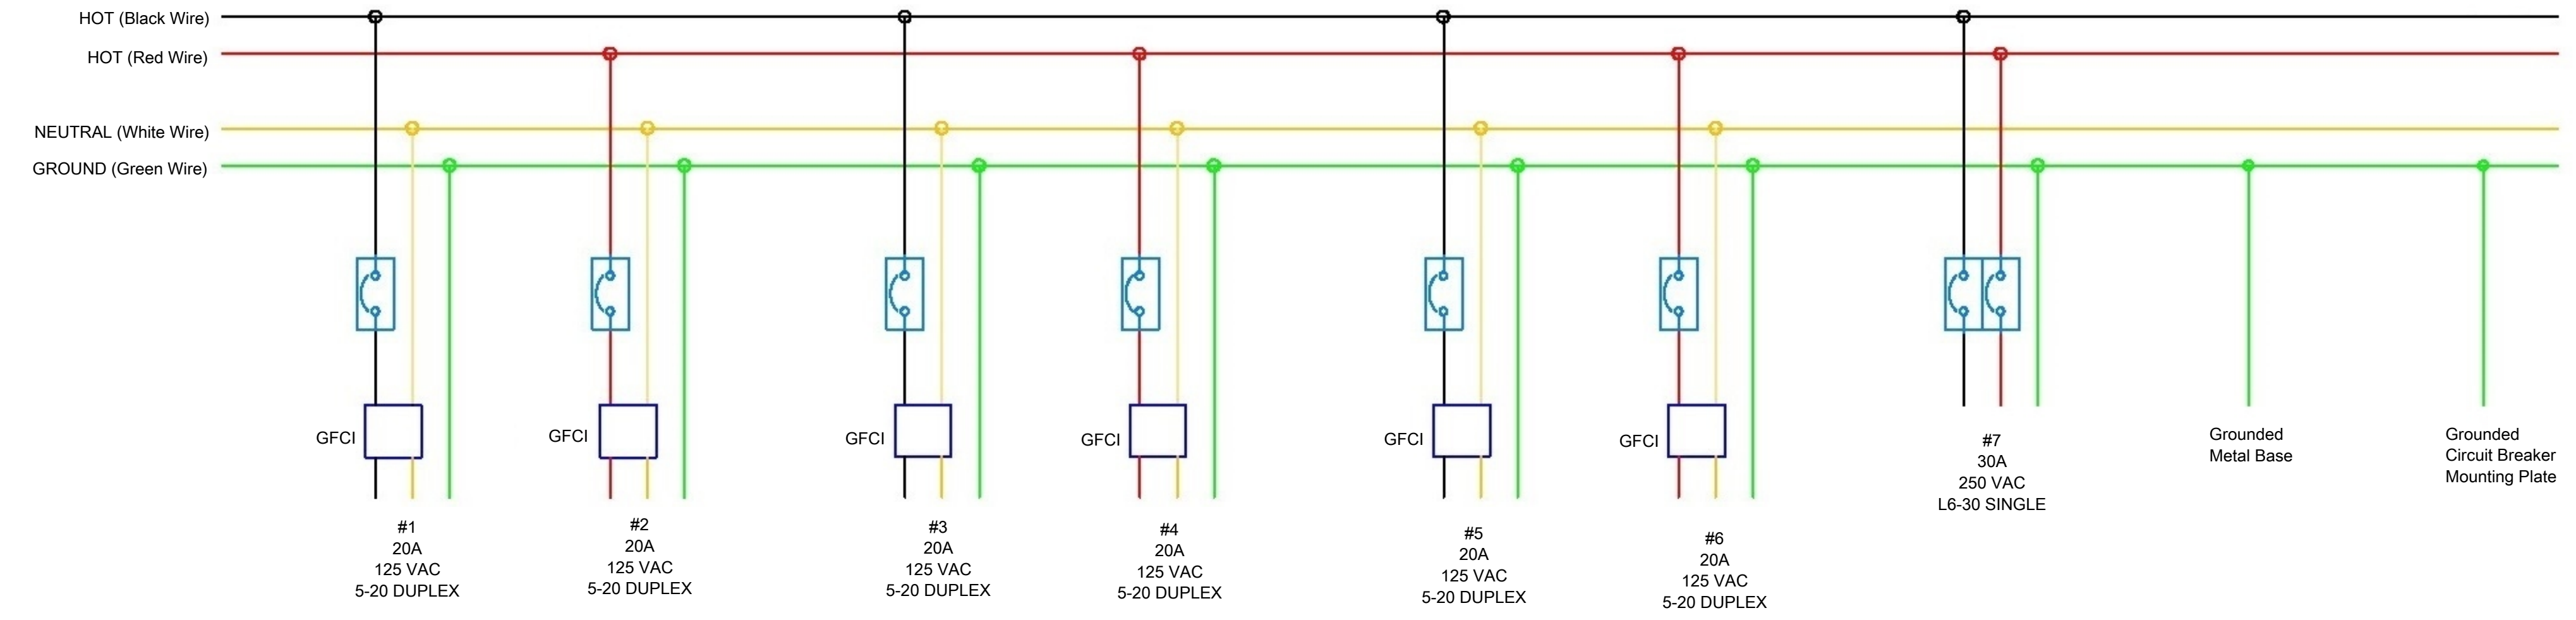 HOT (Black Wire)
HOT (Red Wire)
NEUTRAL (White Wire)
GROUND (Green Wire)
GFCI
#1
20A
125 VAC
5-20 DUPLEX
GFCI
#2
20A
125 VAC
5-20 DUPLEX
GFCI
#3
20A
125 VAC
5-20 DUPLEX
GFCI
#4
20A
125 VAC
5-20 DUPLEX
GFCI
#5
20A
125 VAC
5-20 DUPLEX
GFCI
#6
20A
125 VAC
5-20 DUPLEX
#7
30A
250 VAC
L6-30 SINGLE
Grounded
Metal Base
Grounded
Circuit Breaker
Mounting Plate